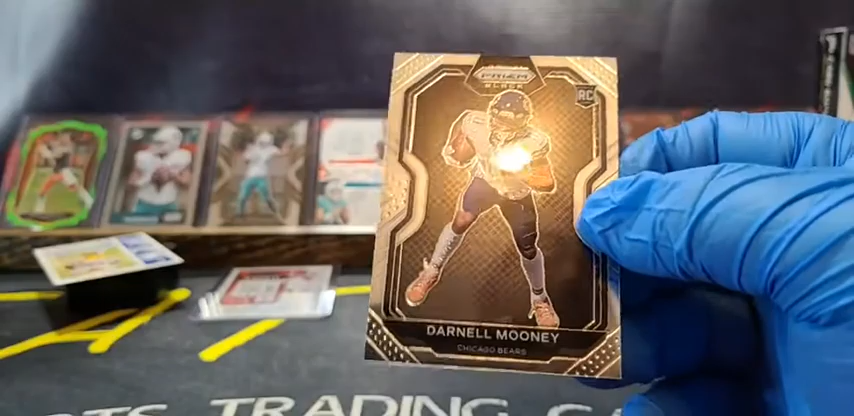 PRIZM
BLACK
RC
DARNELL MOONEY
CHICAGO BEARS
TRADING